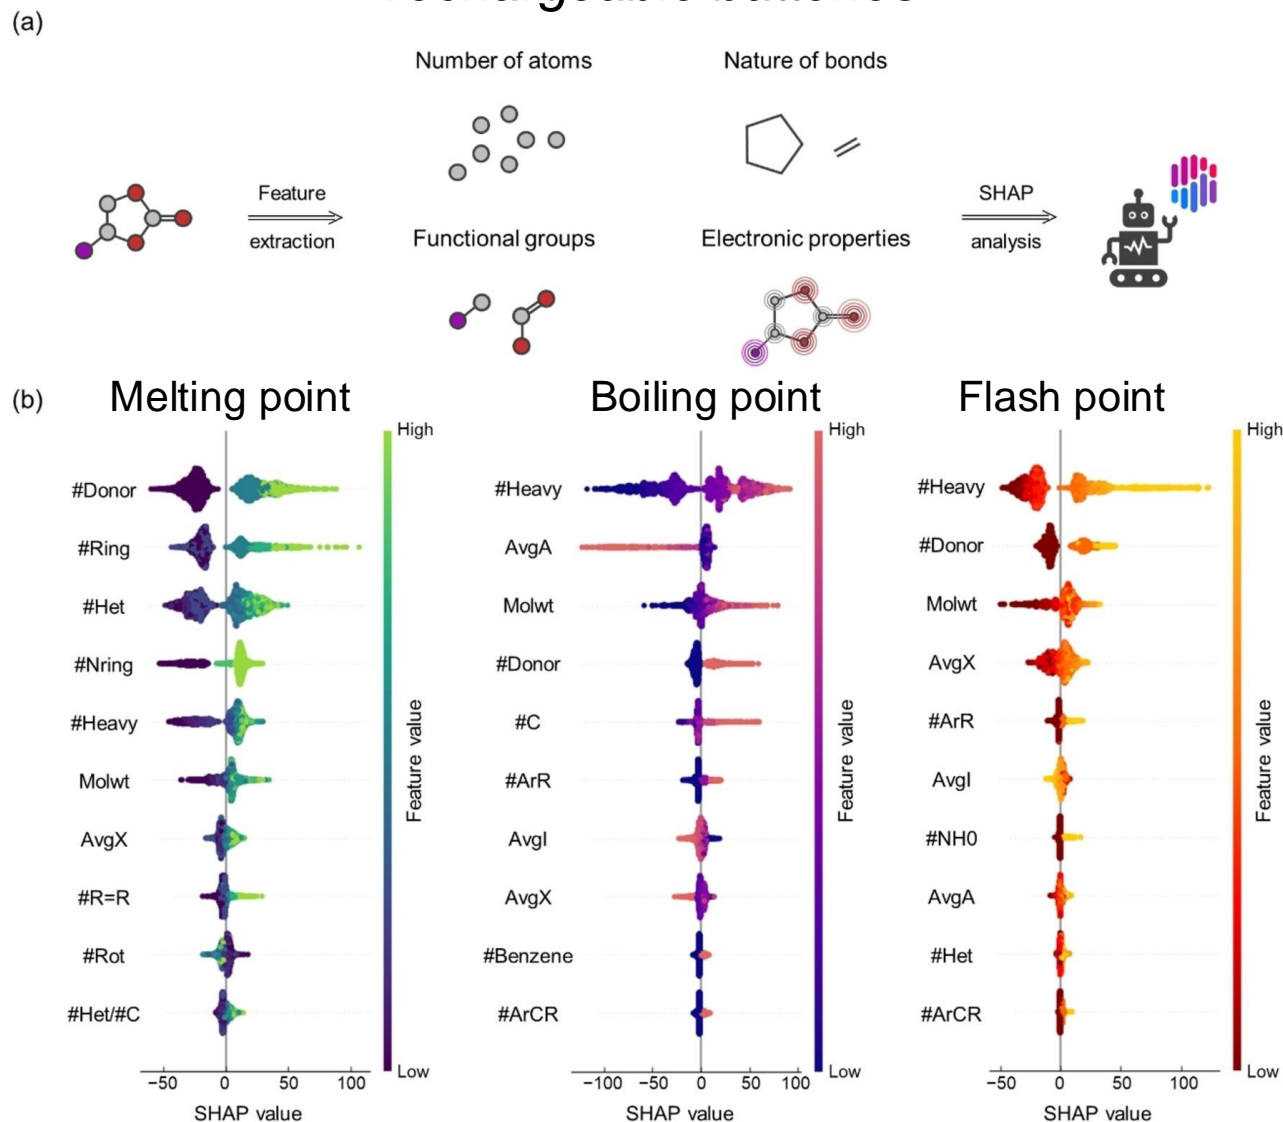 (a)
Number of atoms
Nature of bonds
Feature
extraction
SHAP
analysis
Functional groups
Electronic properties
(b)
Melting point
Boiling point
Flash point
High
#Donor
#Ring
#Het
#Nring
#Heavy
Molwt
AvgX
#R=R
#Rot
#Het/#C
Feature value
Low
−50 0 50 100
SHAP value
High
#Heavy
AvgA
Molwt
#Donor
#C
#ArR
AvgI
AvgX
#Benzene
#ArCR
Feature value
Low
−100 −50 0 50 100
SHAP value
High
#Heavy
#Donor
Molwt
AvgX
#ArR
AvgI
#NH0
AvgA
#Het
#ArCR
Feature value
Low
−50 0 50 100
SHAP value